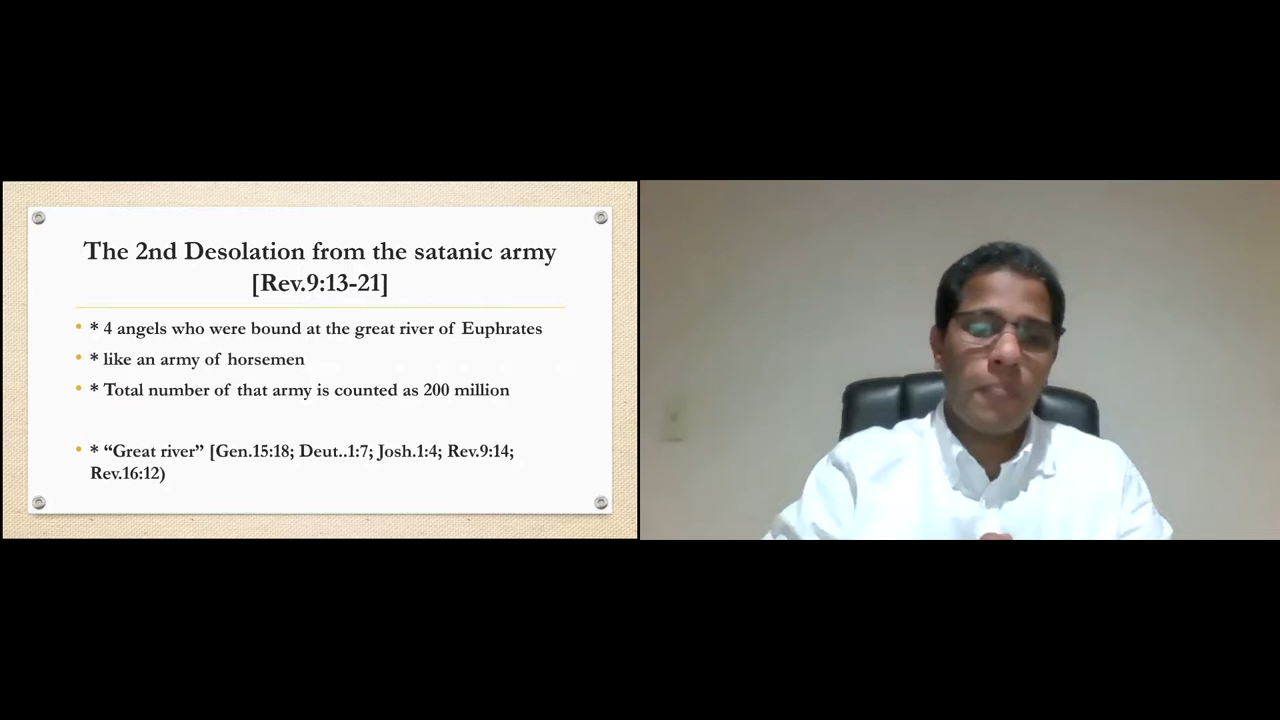 The 2nd Desolation from the satanic army
[Rev.9:13-21]
* 4 angels who were bound at the great river of Euphrates
* like an army of horsemen
* Total number of that army is counted as 200 million
* “Great river” [Gen.15:18; Deut..1:7; Josh.1:4; Rev.9:14;
Rev.16:12)